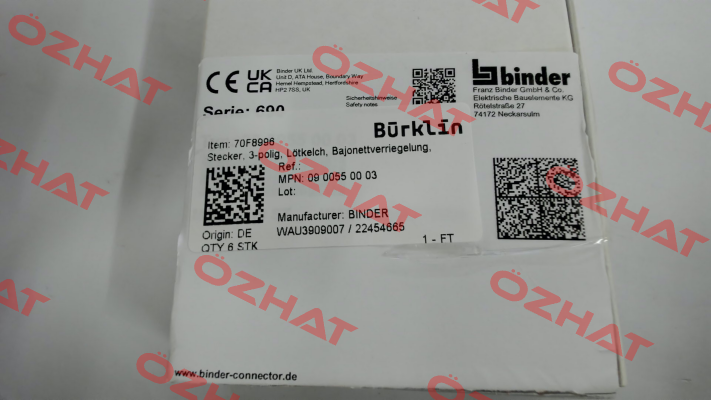 CE UK CA
Binder UK Ltd.
Unit D, ATA House, Boundary Way
Hemel Hempstead, Hertfordshire
HP2 7SS, UK
Sicherheitshinweise
Safety notes
binder
Franz Binder GmbH & Co.
Elektrische Bauelemente KG
Rötelstraße 27
74172 Neckarsulm
Serie: 690
Bürklin
Item: 70F8996
Stecker, 3-polig, Lötkelch, Bajonettverriegelung,
Ref.:
MPN: 09 0055 00 03
Lot:
Manufacturer: BINDER
Origin: DE
WAU3909007 / 22454665
QTY 6 STK
1 - FT
www.binder-connector.de
ÖZHAT
ÖZHAT
ÖZHAT
ÖZHAT
ÖZHAT
ÖZHAT
ÖZHAT
ÖZHAT